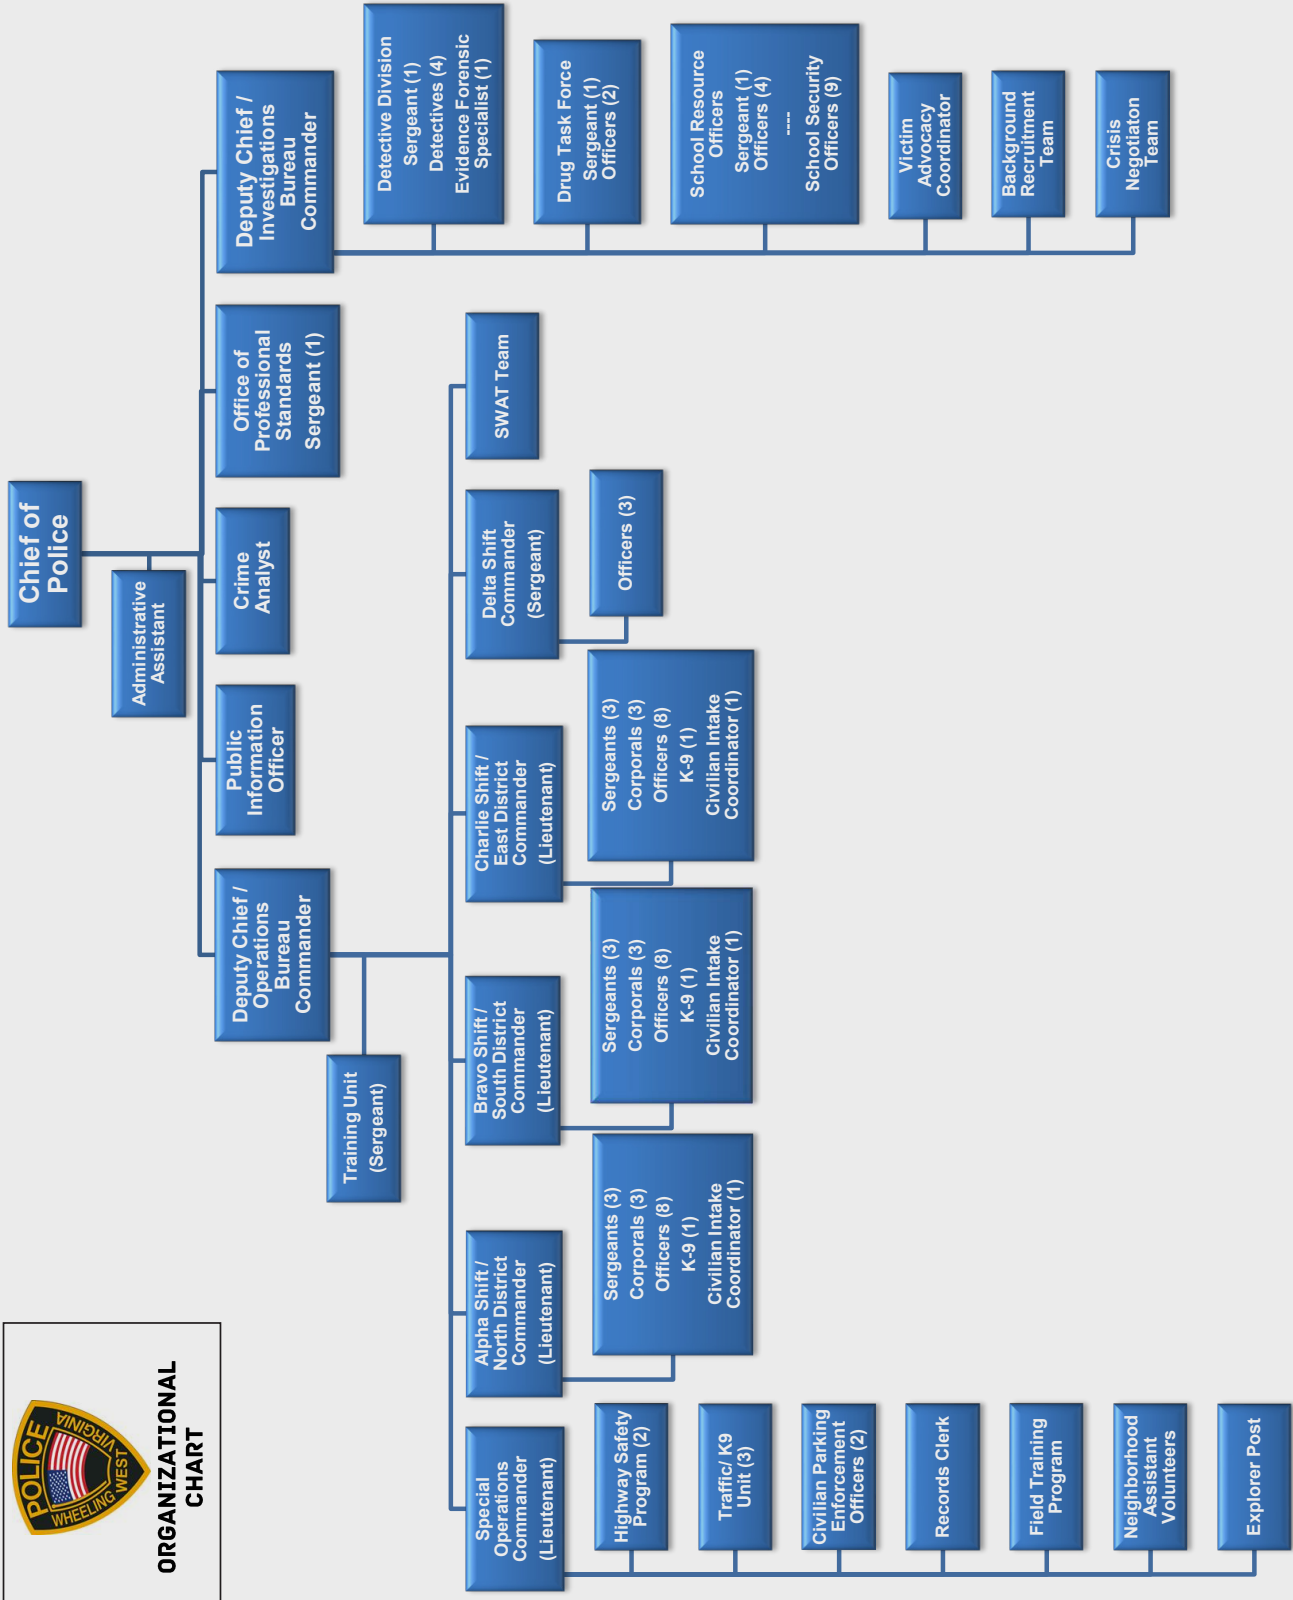 POLICE
WHEELING WEST VIRGINIA
ORGANIZATIONAL
CHART
Chief of
Police
Administrative
Assistant
Deputy Chief /
Operations
Bureau
Commander
Public
Information
Officer
Crime
Analyst
Office of
Professional
Standards
Sergeant (1)
Deputy Chief /
Investigations
Bureau
Commander
Training Unit
(Sergeant)
Special
Operations
Commander
(Lieutenant)
Highway Safety
Program (2)
Traffic/ K9
Unit (3)
Civilian Parking
Enforcement
Officers (2)
Records Clerk
Field Training
Program
Neighborhood
Assistant
Volunteers
Explorer Post
Alpha Shift /
North District
Commander
(Lieutenant)
Sergeants (3)
Corporals (3)
Officers (8)
K-9 (1)
Civilian Intake
Coordinator (1)
Bravo Shift /
South District
Commander
(Lieutenant)
Sergeants (3)
Corporals (3)
Officers (8)
K-9 (1)
Civilian Intake
Coordinator (1)
Charlie Shift /
East District
Commander
(Lieutenant)
Sergeants (3)
Corporals (3)
Officers (8)
K-9 (1)
Civilian Intake
Coordinator (1)
Delta Shift
Commander
(Sergeant)
Officers (3)
SWAT Team
Detective Division
Sergeant (1)
Detectives (4)
Evidence Forensic
Specialist (1)
Drug Task Force
Sergeant (1)
Officers (2)
School Resource
Officers
Sergeant (1)
Officers (4)
----
School Security
Officers (9)
Victim
Advocacy
Coordinator
Background
Recruitment
Team
Crisis
Negotiaton
Team